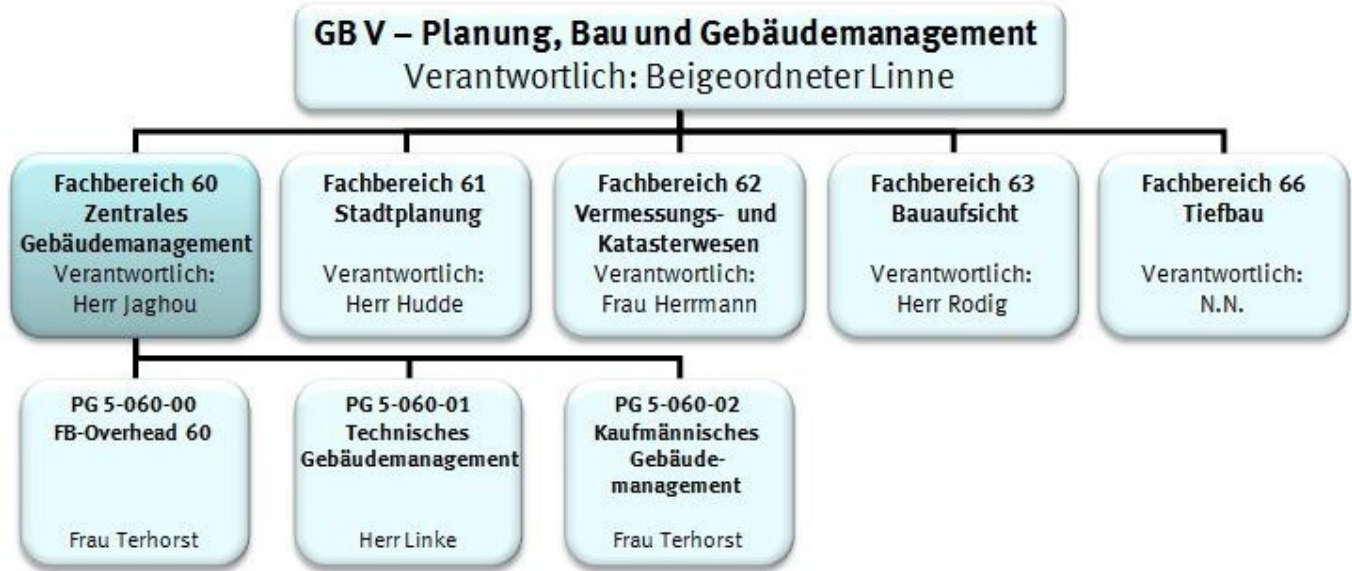 GB V – Planung, Bau und Gebäudemanagement
Verantwortlich: Beigeordneter Linne
Fachbereich 60
Zentrales
Gebäudemanagement
Verantwortlich:
Herr Jaghou
Fachbereich 61
Stadtplanung
Verantwortlich:
Herr Hudde
Fachbereich 62
Vermessungs- und
Katasterwesen
Verantwortlich:
Frau Herrmann
Fachbereich 63
Bauaufsicht
Verantwortlich:
Herr Rodig
Fachbereich 66
Tiefbau
Verantwortlich:
N.N.
PG 5-060-00
FB-Overhead 60
Frau Terhorst
PG 5-060-01
Technisches
Gebäudemanagement
Herr Linke
PG 5-060-02
Kaufmännisches
Gebäude-
management
Frau Terhorst